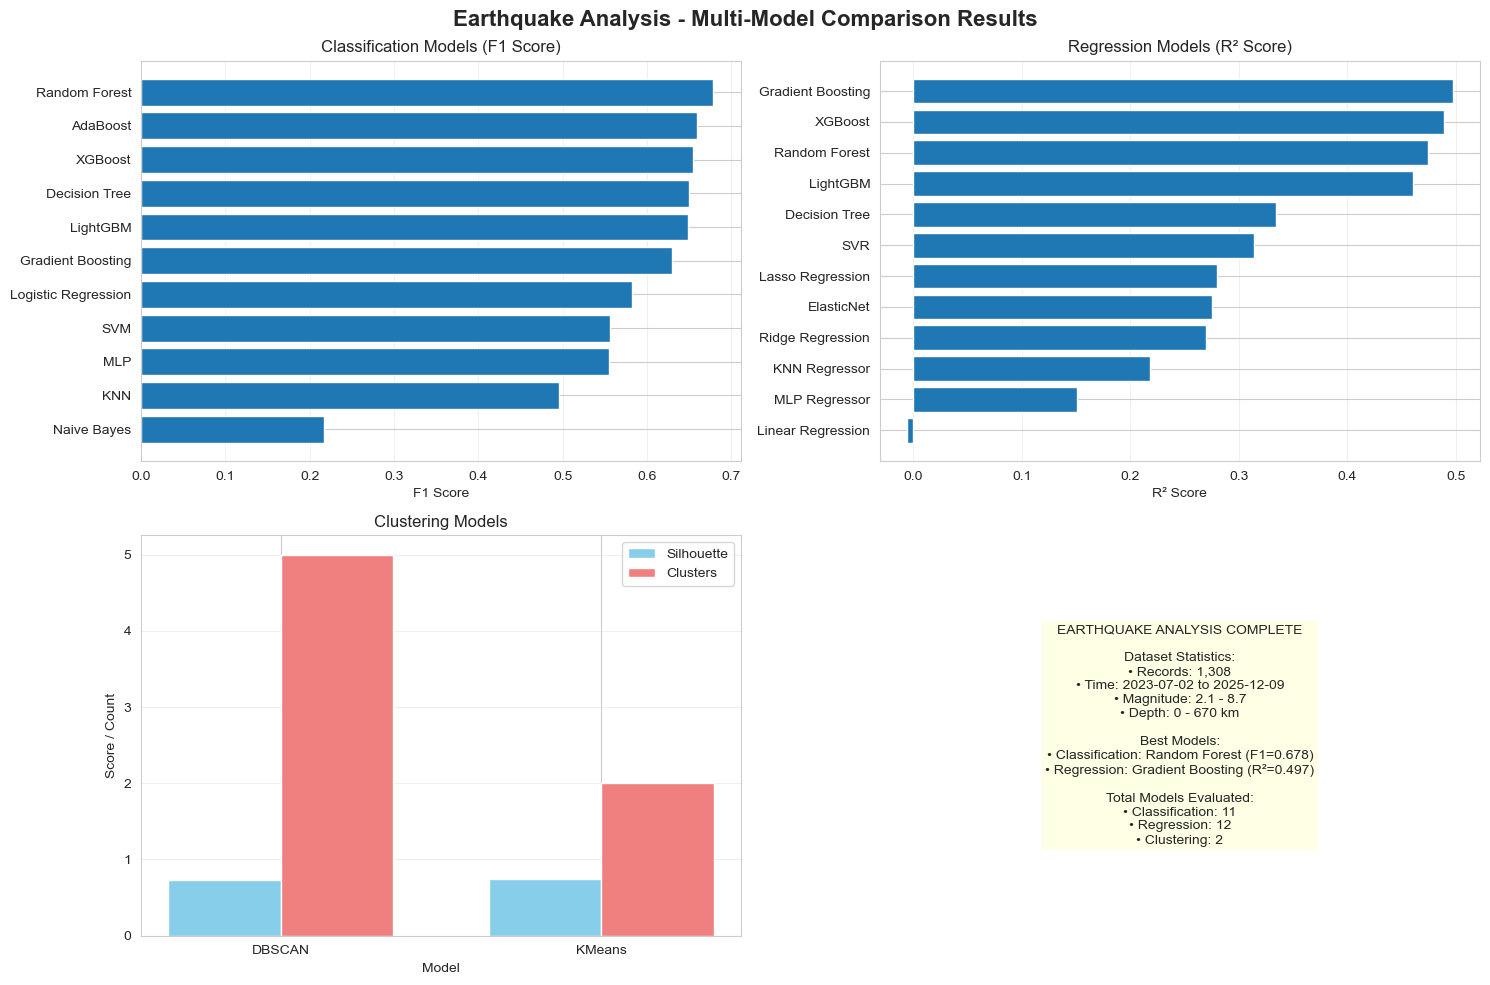 Earthquake Analysis - Multi-Model Comparison Results
Classification Models (F1 Score)
Random Forest
AdaBoost
XGBoost
Decision Tree
LightGBM
Gradient Boosting
Logistic Regression
SVM
MLP
KNN
Naive Bayes
0.0 0.1 0.2 0.3 0.4 0.5 0.6 0.7
F1 Score
Regression Models (R² Score)
Gradient Boosting
XGBoost
Random Forest
LightGBM
Decision Tree
SVR
Lasso Regression
ElasticNet
Ridge Regression
KNN Regressor
MLP Regressor
Linear Regression
0.0 0.1 0.2 0.3 0.4 0.5
R² Score
Clustering Models
Silhouette
Clusters
5
4
3
2
1
0
Score / Count
DBSCAN KMeans
Model
EARTHQUAKE ANALYSIS COMPLETE
Dataset Statistics:
• Records: 1,308
• Time: 2023-07-02 to 2025-12-09
• Magnitude: 2.1 - 8.7
• Depth: 0 - 670 km
Best Models:
• Classification: Random Forest (F1=0.678)
• Regression: Gradient Boosting (R²=0.497)
Total Models Evaluated:
• Classification: 11
• Regression: 12
• Clustering: 2